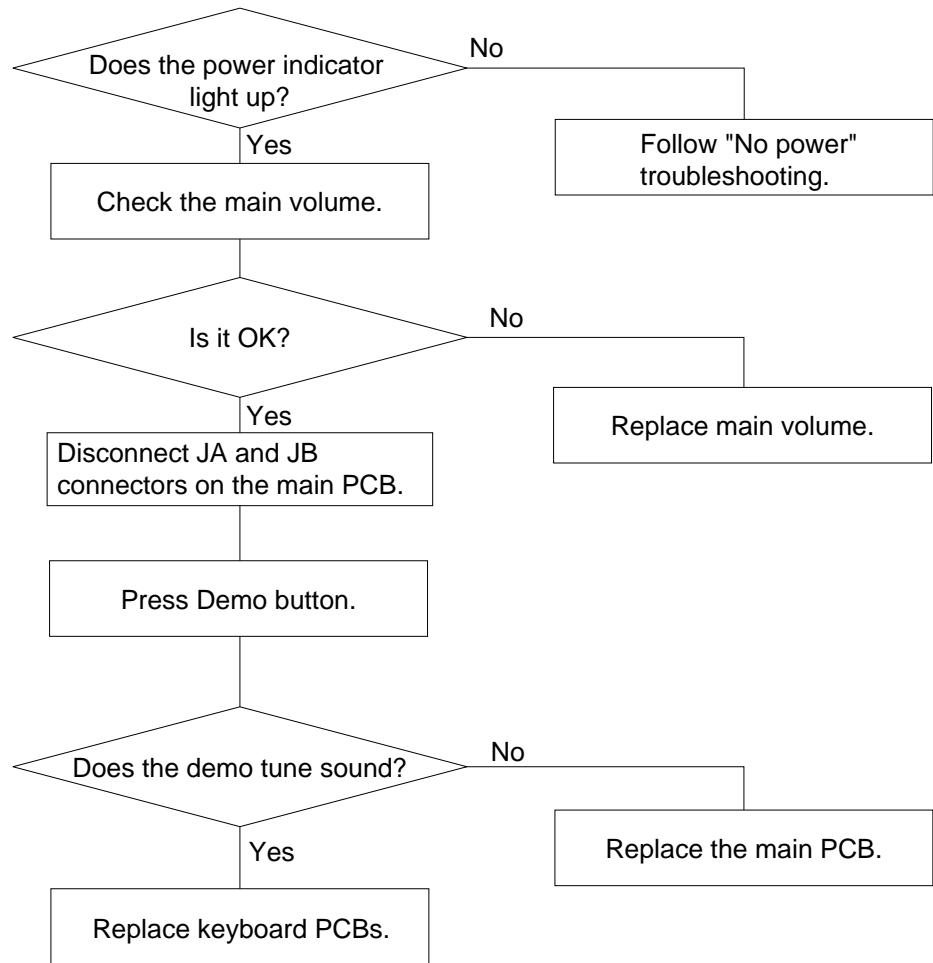 Does the power indicator
light up?
No
Yes
Follow "No power"
troubleshooting.
Check the main volume.
Is it OK?
No
Yes
Replace main volume.
Disconnect JA and JB
connectors on the main PCB.
Press Demo button.
Does the demo tune sound?
No
Yes
Replace the main PCB.
Replace keyboard PCBs.